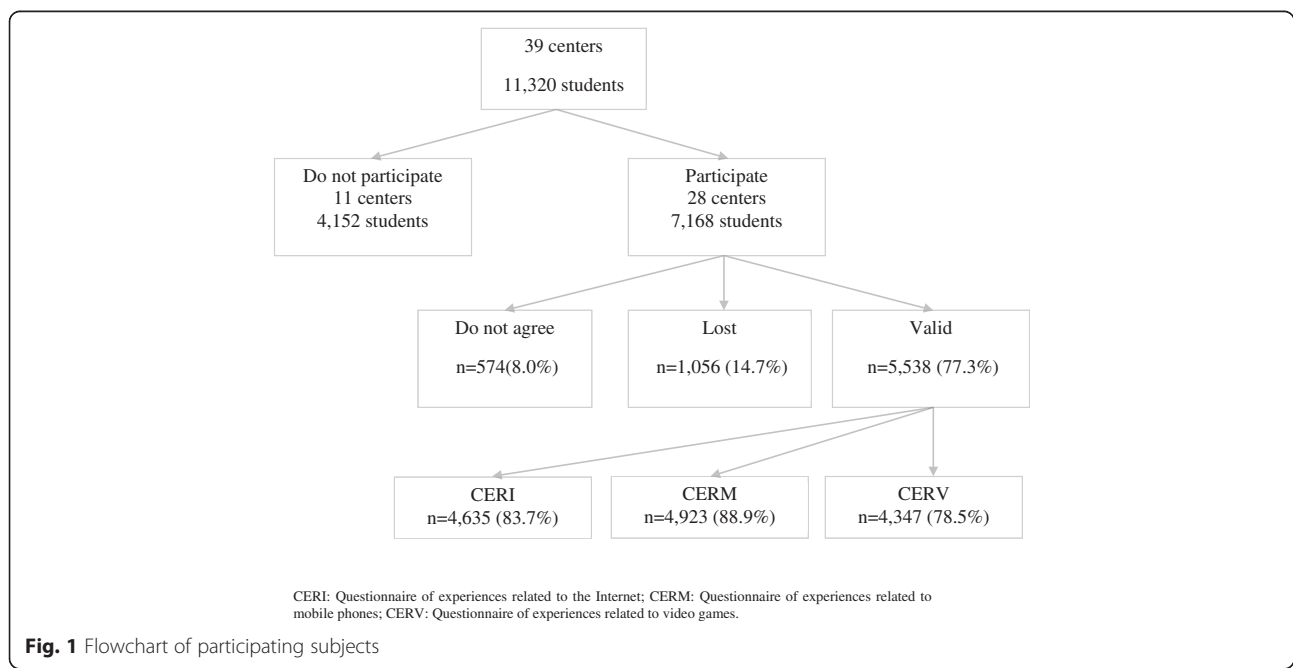 39 centers
11,320 students
Do not participate
11 centers
4,152 students
Participate
28 centers
7,168 students
Do not agree
n=574(8.0%)
Lost
n=1,056 (14.7%)
Valid
n=5,538 (77.3%)
CERI
n=4,635 (83.7%)
CERM
n=4,923 (88.9%)
CERV
n=4,347 (78.5%)
CERI: Questionnaire of experiences related to the Internet; CERM: Questionnaire of experiences related to
mobile phones; CERV: Questionnaire of experiences related to video games.
Fig. 1 Flowchart of participating subjects